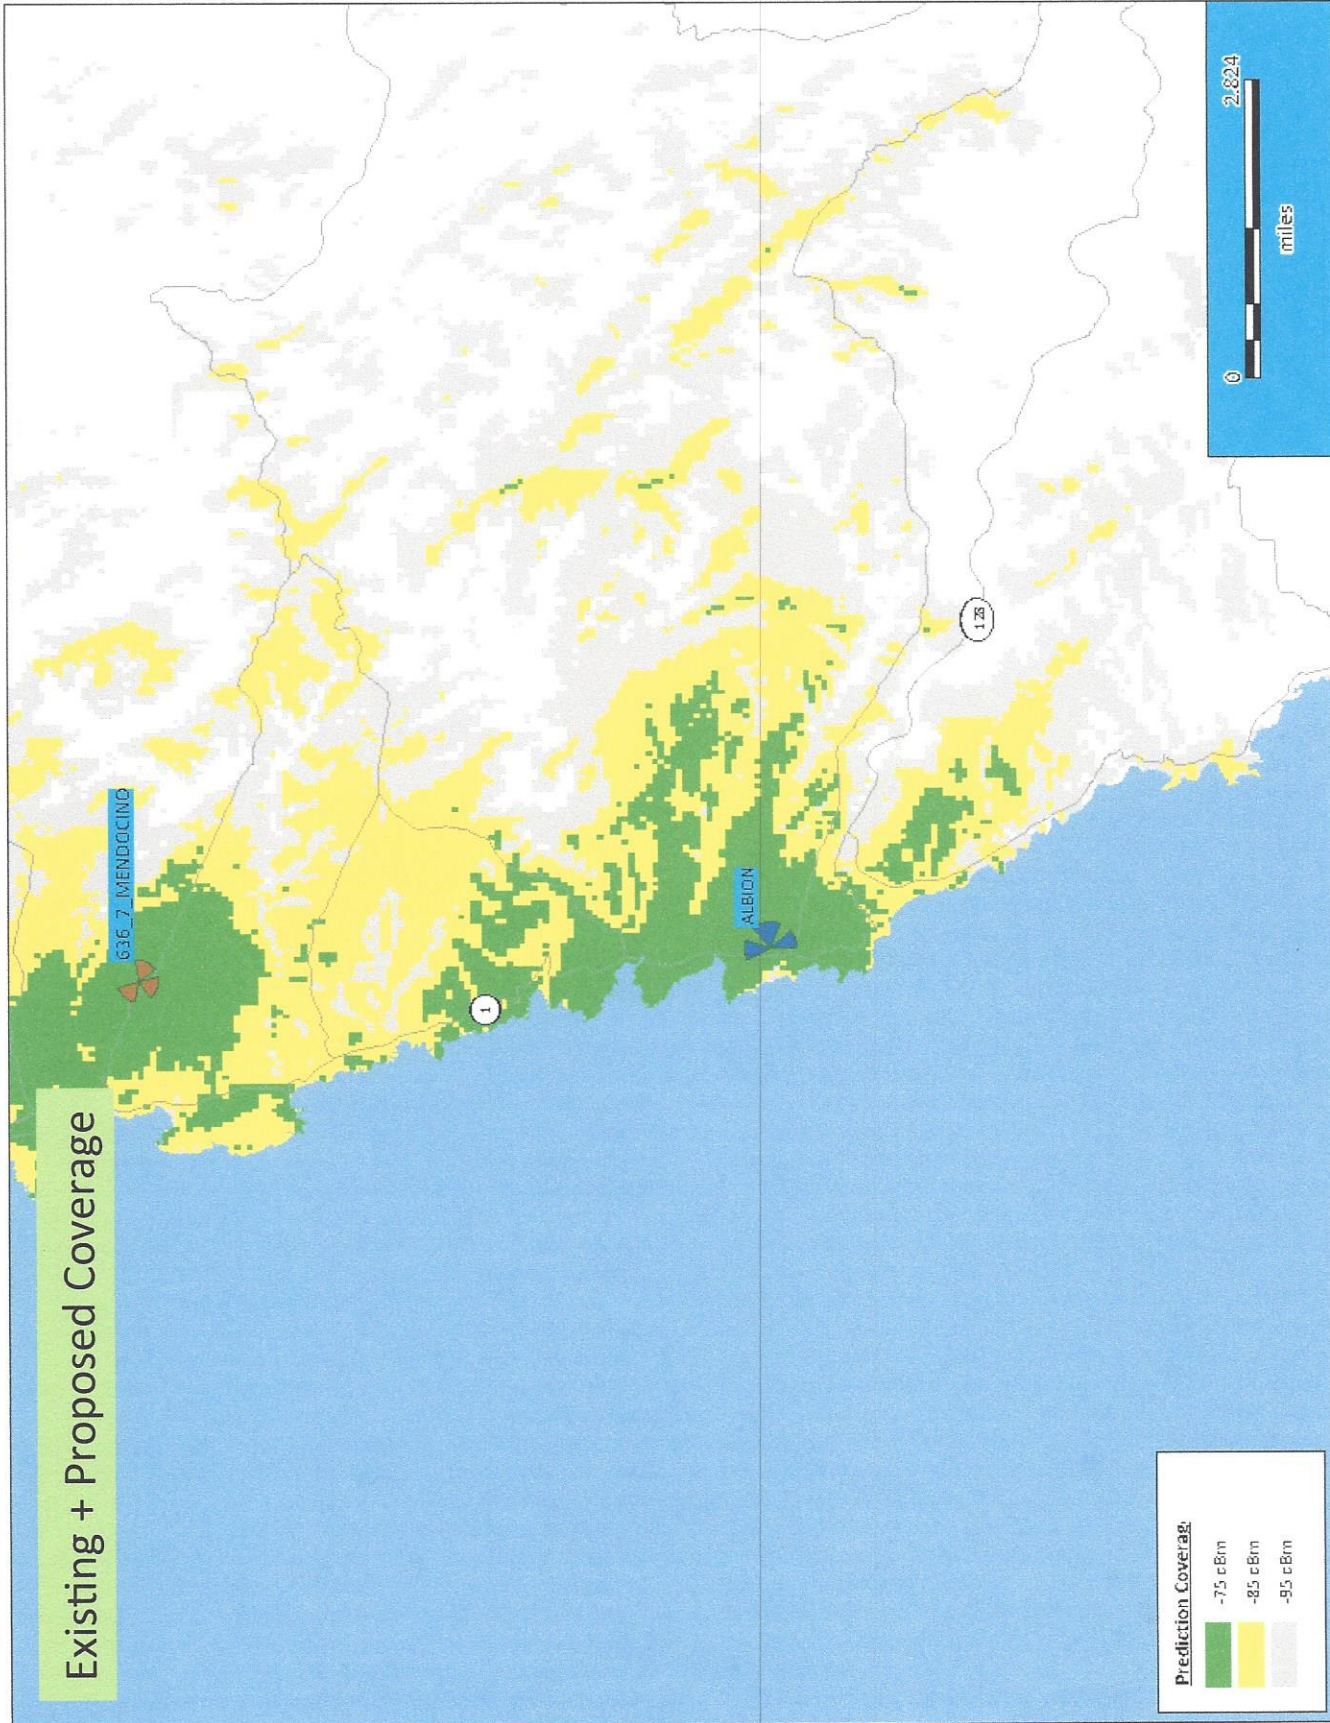 Existing + Proposed Coverage
636_7_MENDOCINO
1
ALBION
128
0
2.824
miles
Prediction Coverag
-75 dBm
-85 dBm
-95 dBm